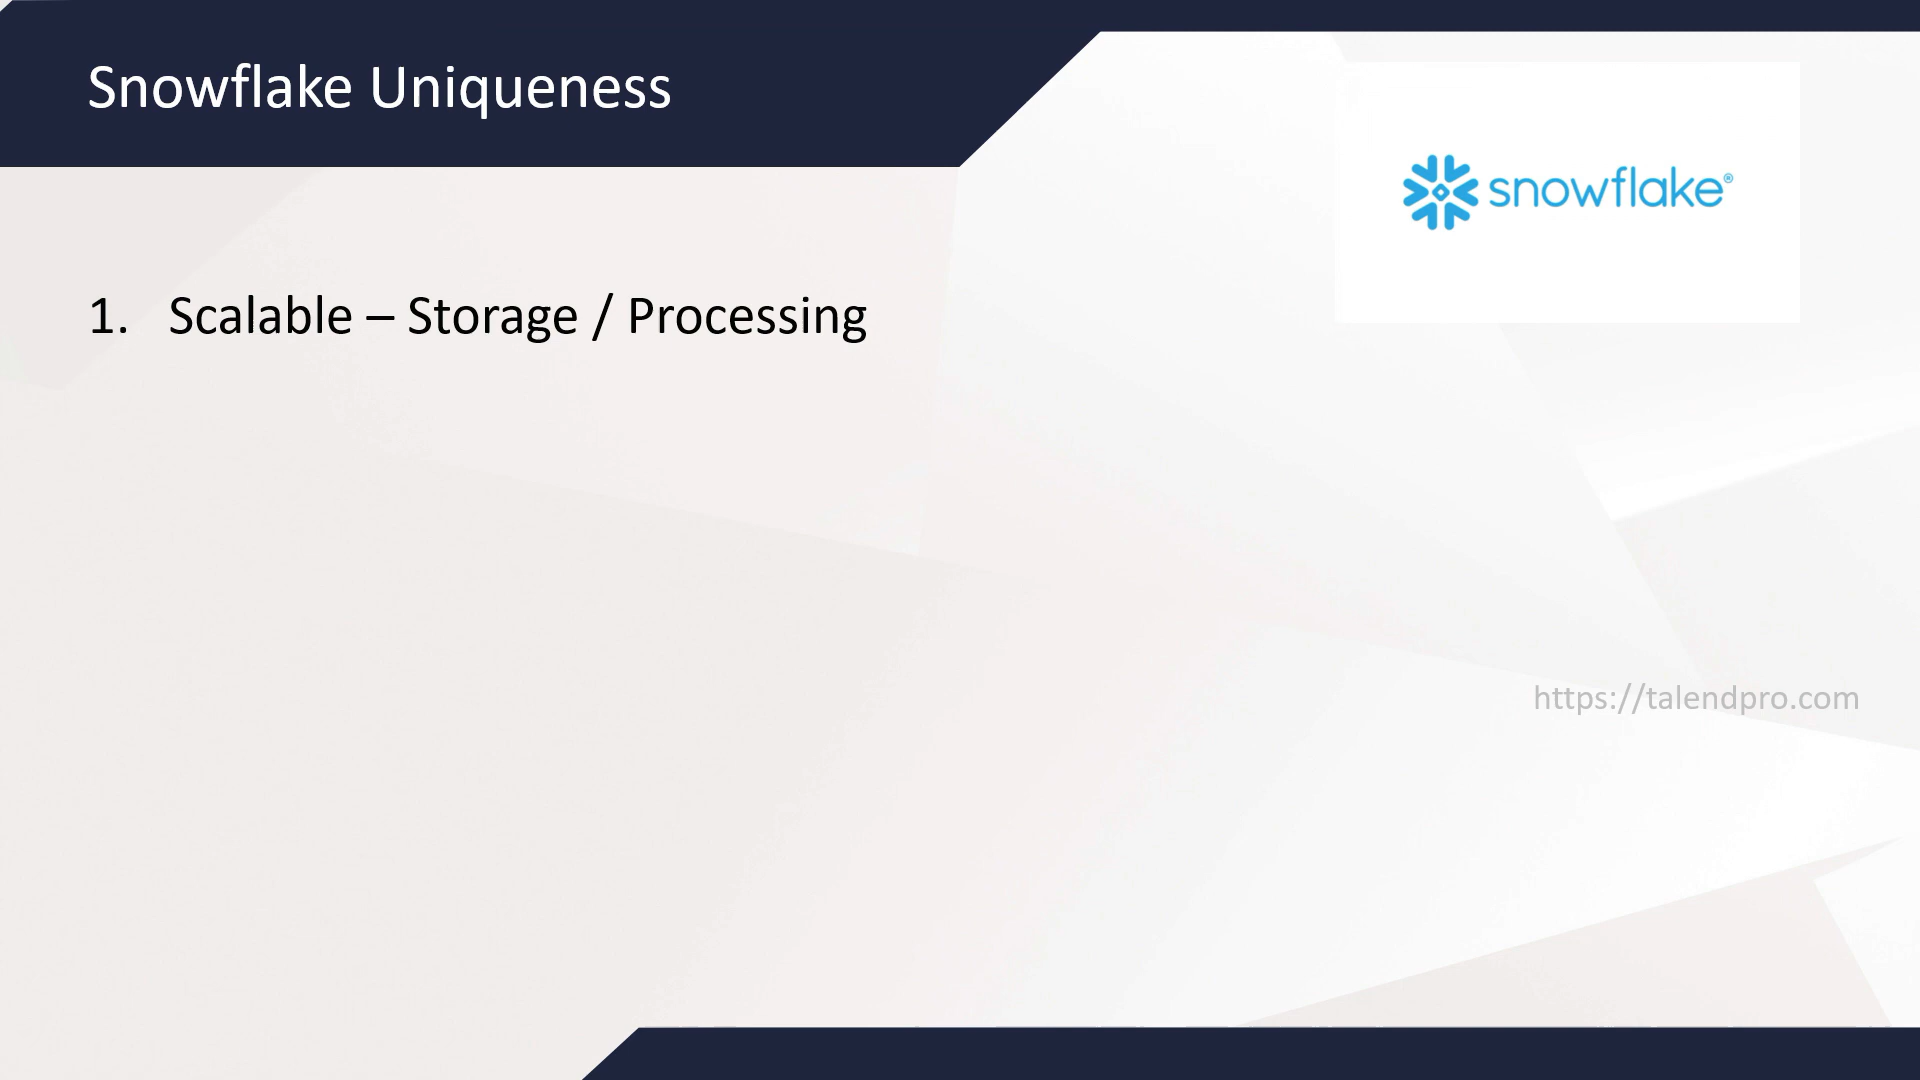 Snowflake Uniqueness
snowflake®
1. Scalable – Storage / Processing
https://talendpro.com